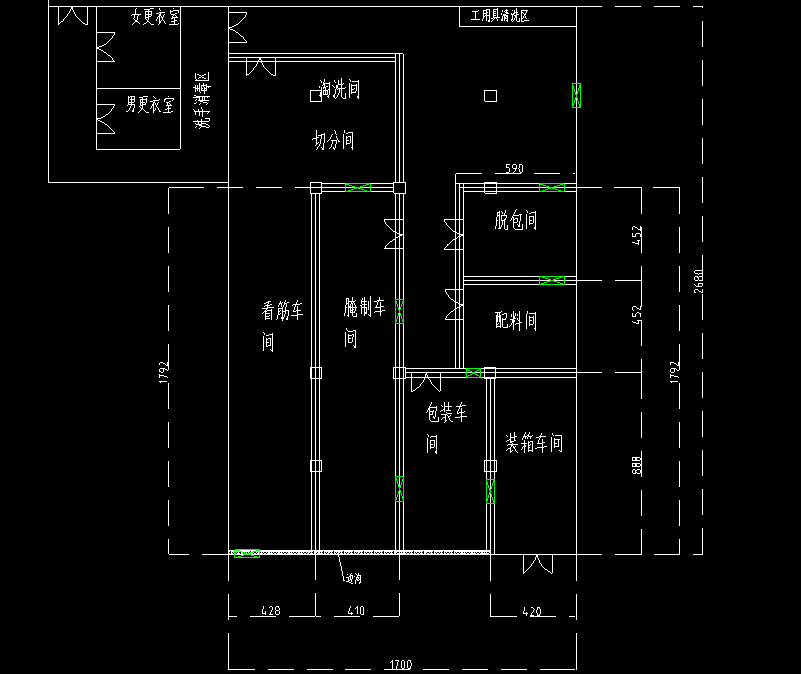 女更衣室
工用具清洗区
男更衣室
洗手消毒区
淘洗间
切分间
590
脱包间
452
2680
看筋车
间
腌制车
间
配料间
452
1792
1792
包装车
间
装箱车间
888
428
410
420
1700